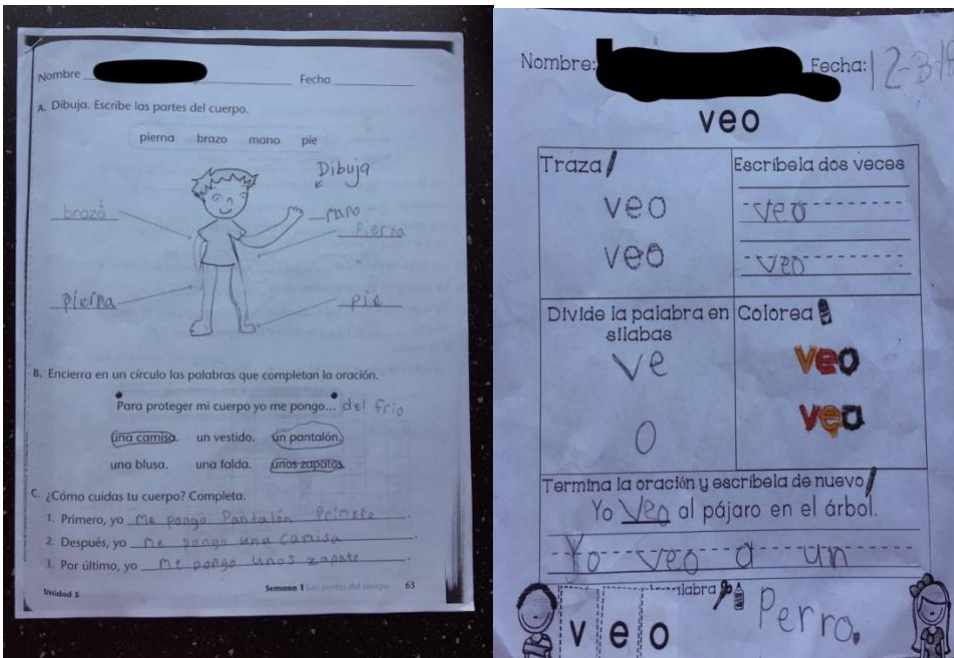 Nombre
Fecha
A. Dibuja. Escribe las partes del cuerpo.
pierna brazo mano pie
Dibuja
brazo
mano
Pierna
Pierna
pie
B. Encierra en un círculo las palabras que completan la oración.
Para proteger mi cuerpo yo me pongo... del frio
una camisa. un vestido. un pantalón.
una blusa. una falda. unos zapatos.
C. ¿Cómo cuidas tu cuerpo? Completa.
1. Primero, yo Me pongo Pantalón Primero.
2. Después, yo me pongo una camisa.
3. Por último, yo me pongo unos zapato.
Unidad 5 Semana 1 Las partes del cuerpo 63
Nombre: Fecha: 12-3-18
veo
Traza
veo
veo
Escríbela dos veces
veo
veo
Divide la palabra en
sílabas
ve
o
Colorea
veo
veo
Termina la oración y escríbela de nuevo
Yo veo al pájaro en el árbol.
Yo veo a un
Perro.
v e o